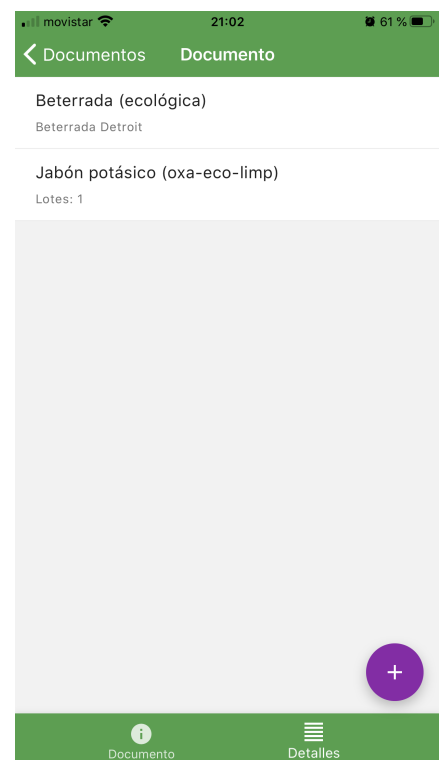 movistar 21:02 61 %
Documentos Documento
Beterrada (ecológica)
Beterrada Detroit
Jabón potásico (oxa-eco-limp)
Lotes: 1
+
Documento Detalles